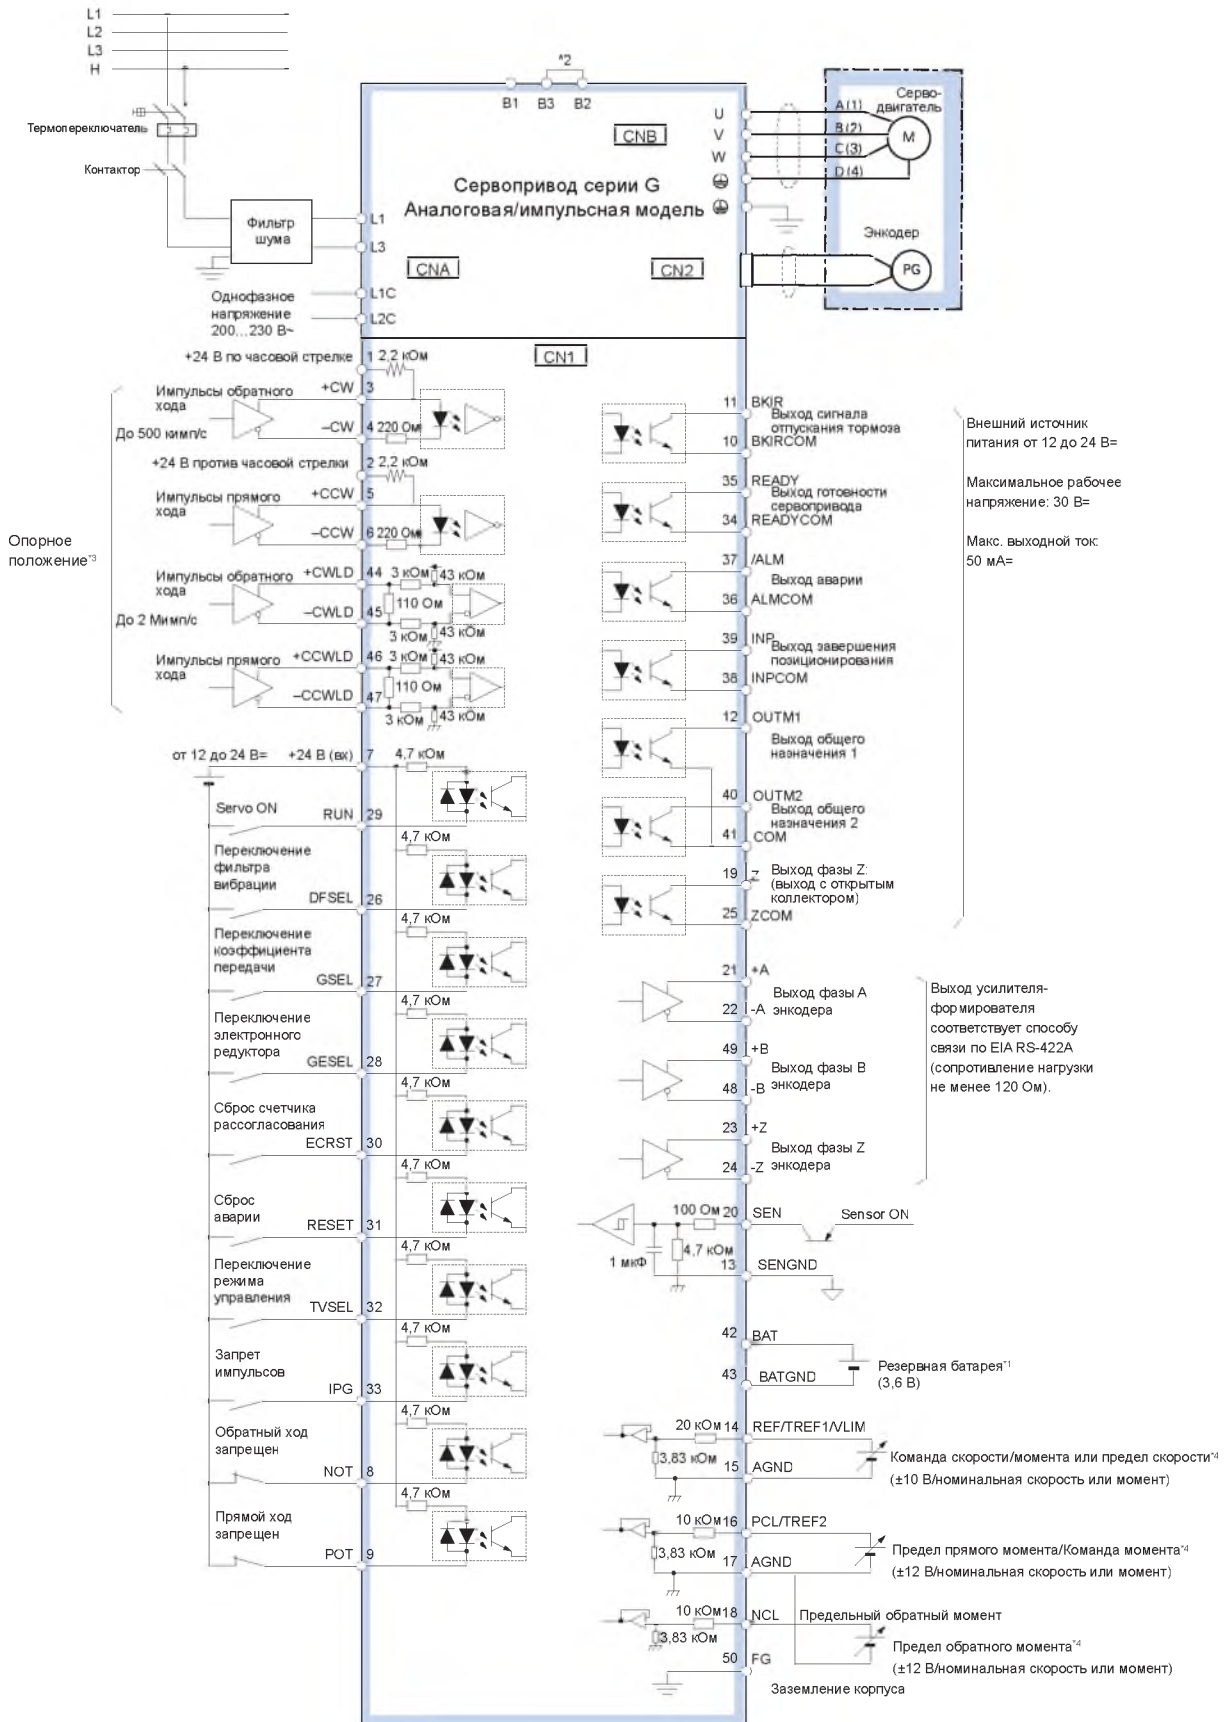 L1
L2
L3
H
Термопереключатель
Контактор
Фильтр
шума
L1
L3
Однофазное
напряжение
200...230 В~
L1C
L2C
*2
B1 B3 B2
CNB
Сервопривод серии G
Аналоговая/импульсная модель
CNA
CN2
U
V
W
A (1)
B (2)
C (3)
D (4)
Серво-
двигатель
M
Энкодер
PG
CN1
+24 В по часовой стрелке 1 2,2 кОм
Импульсы обратного
хода
+CW 3
–CW 4 220 Ом
До 500 кимп/с
+24 В против часовой стрелки 2 2,2 кОм
Импульсы прямого
хода
+CCW 5
–CCW 6 220 Ом
Опорное
положение*3
Импульсы обратного
хода
+CWLD 44 3 кОм 43 кОм
110 Ом
–CWLD 45
3 кОм 43 кОм
До 2 Мимп/с
Импульсы прямого
хода
+CCWLD 46 3 кОм 43 кОм
110 Ом
–CCWLD 47
3 кОм 43 кОм
от 12 до 24 В= +24 В (вх) 7 4,7 кОм
Servo ON
RUN 29
4,7 кОм
Переключение
фильтра
вибрации
DFSEL 26
4,7 кОм
Переключение
коэффициента
передачи
GSEL 27
4,7 кОм
Переключение
электронного
редуктора
GESEL 28
4,7 кОм
Сброс счетчика
рассогласования
ECRST 30
4,7 кОм
Сброс
аварии
RESET 31
4,7 кОм
Переключение
режима
управления
TVSEL 32
4,7 кОм
Запрет
импульсов
IPG 33
4,7 кОм
Обратный ход
запрещен
NOT 8
4,7 кОм
Прямой ход
запрещен
POT 9
11 BKIR
Выход сигнала
отпускания тормоза
10 BKIRCOM
35 READY
Выход готовности
сервопривода
34 READYCOM
37 /ALM
Выход аварии
36 ALMCOM
39 INP
Выход завершения
позиционирования
38 INPCOM
12 OUTM1
Выход общего
назначения 1
40 OUTM2
Выход общего
назначения 2
41 COM
19 Z
Выход фазы Z:
(выход с открытым
коллектором)
25 ZCOM
Внешний источник
питания от 12 до 24 В=
Максимальное рабочее
напряжение: 30 В=
Макс. выходной ток:
50 мА=
21 +A
Выход фазы A
22 -A энкодера
49 +B
Выход фазы B
48 -B энкодера
23 +Z
Выход фазы Z
24 -Z энкодера
Выход усилителя-
формирователя
соответствует способу
связи по EIA RS-422A
(сопротивление нагрузки
не менее 120 Ом).
100 Ом 20 SEN
Sensor ON
4,7 кОм
1 мкФ
13 SENGND
42 BAT
Резервная батарея*1
(3,6 В)
43 BATGND
20 кОм 14 REF/TREF1/VLIM
3,83 кОм
15 AGND
Команда скорости/момента или предел скорости*4
(±10 В/номинальная скорость или момент)
10 кОм 16 PCL/TREF2
3,83 кОм
17 AGND
Предел прямого момента/Команда момента*4
(±12 В/номинальная скорость или момент)
10 кОм 18 NCL Предельный обратный момент
3,83 кОм
Предел обратного момента*4
(±12 В/номинальная скорость или момент)
50 FG
Заземление корпуса